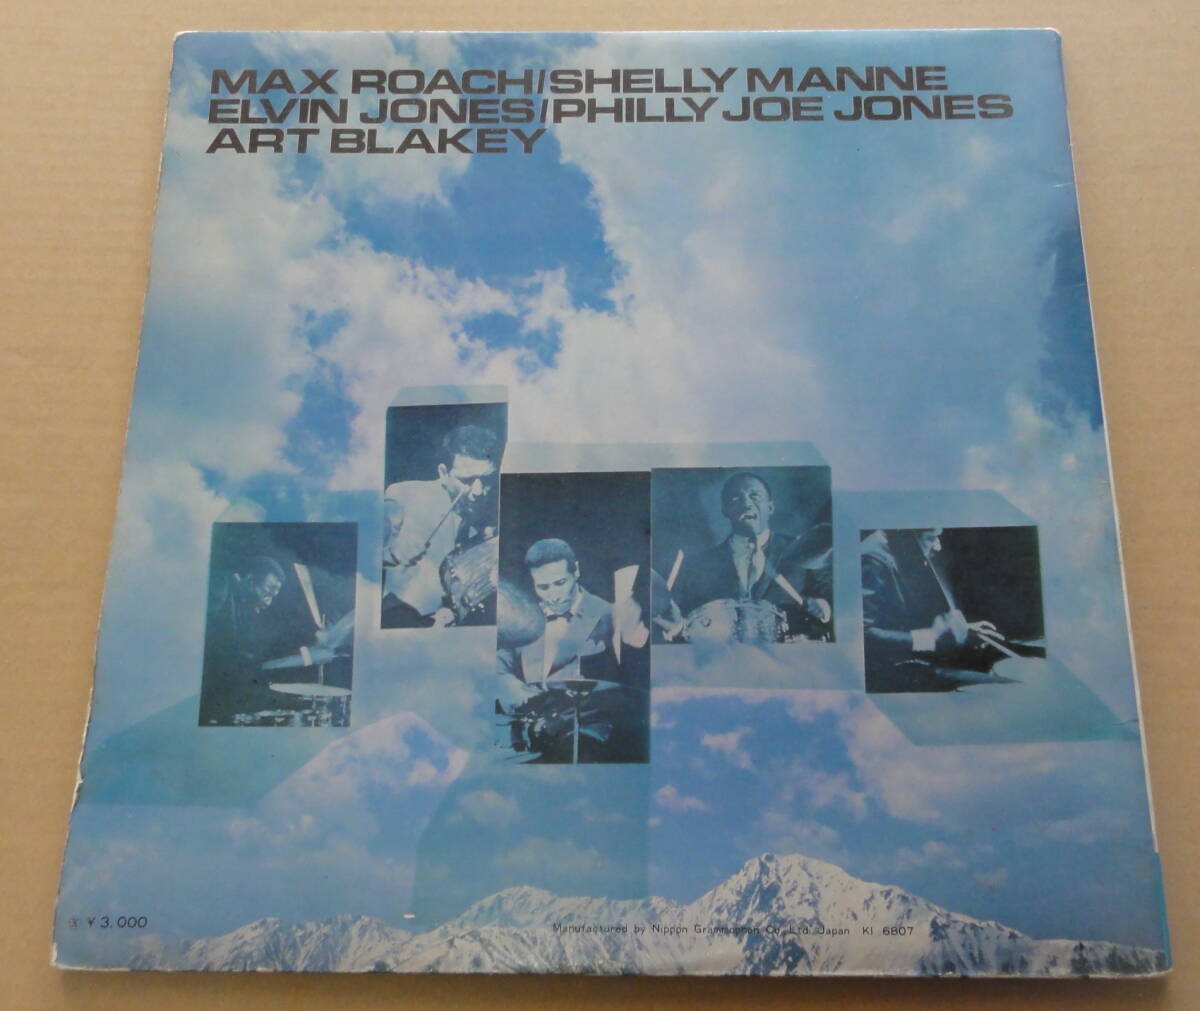 MAX ROACH/SHELLY MANNE
ELVIN JONES/PHILLY JOE JONES
ART BLAKEY
¥3,000
Manufactured by Nippon Grammophon Co., Ltd. Japan KI 6807